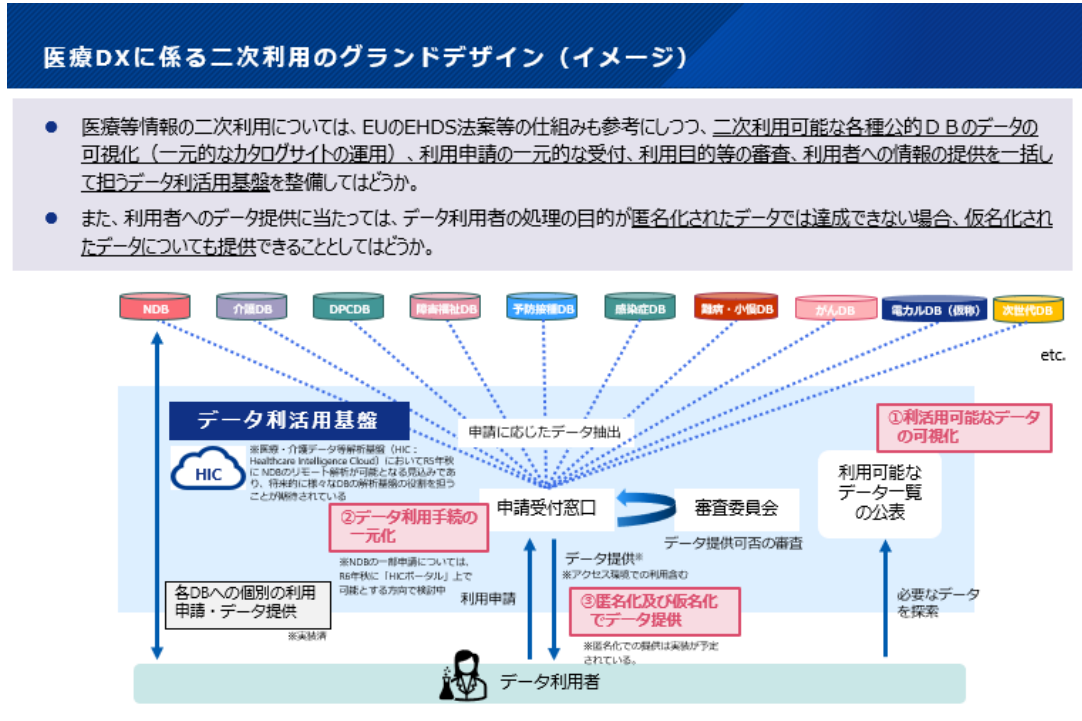 医療DXに係る二次利用のグランドデザイン（イメージ）
● 医療等情報の二次利用については、EUのEHDS法案等の仕組みも参考にしつつ、二次利用可能な各種公的ＤＢのデータの
可視化（一元的なカタログサイトの運用）、利用申請の一元的な受付、利用目的等の審査、利用者への情報の提供を一括し
て担うデータ利活用基盤を整備してはどうか。
● また、利用者へのデータ提供に当たっては、データ利用者の処理の目的が匿名化されたデータでは達成できない場合、仮名化され
たデータについても提供できることとしてはどうか。
NDB
介護DB
DPCDB
障害福祉DB
予防接種DB
感染症DB
難病・小慢DB
がんDB
電カルDB（仮称）
次世代DB
etc.
データ利活用基盤
HIC
※医療・介護データ等解析基盤（HIC：
Healthcare Intelligence Cloud）においてR5年秋
に NDBのリモート解析が可能となる見込みであ
り、将来的に様々なDBの解析基盤の役割を担う
ことが期待されている
申請に応じたデータ抽出
①利活用可能なデータ
の可視化
利用可能な
データ一覧
の公表
②データ利用手続の
一元化
申請受付窓口
審査委員会
データ提供可否の審査
※NDBの一部申請については、
R6年秋に「HICポータル」上で
可能とする方向で検討中
データ提供※
※アクセス環境での利用含む
各DBへの個別の利用
申請・データ提供
※実装済
利用申請
③匿名化及び仮名化
でデータ提供
※匿名化での提供は実装が予定
されている。
必要なデータ
を探索
データ利用者